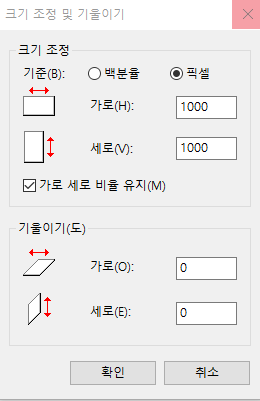 크기 조정 및 기울이기
크기 조정
기준(B): 백분율 픽셀
가로(H): 1000
세로(V): 1000
가로 세로 비율 유지(M)
기울이기(도)
가로(O): 0
세로(E): 0
확인 취소